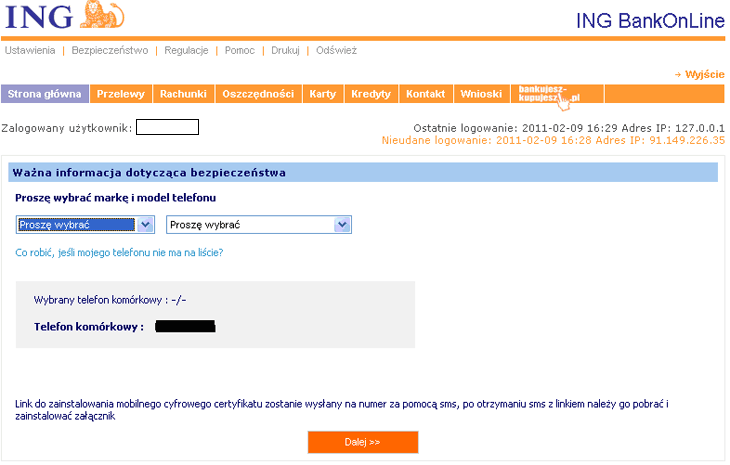 ING
ING BankOnLine
Ustawienia | Bezpieczeństwo | Regulacje | Pomoc | Drukuj | Odśwież
→ Wyjście
Strona główna Przelewy Rachunki Oszczędności Karty Kredyty Kontakt Wnioski bankujesz-
kupujesz.pl
Zalogowany użytkownik:
Ostatnie logowanie: 2011-02-09 16:29 Adres IP: 127.0.0.1
Nieudane logowanie: 2011-02-09 16:28 Adres IP: 91.149.226.35
Ważna informacja dotycząca bezpieczeństwa
Proszę wybrać markę i model telefonu
Proszę wybrać Proszę wybrać
Co robić, jeśli mojego telefonu nie ma na liście?
Wybrany telefon komórkowy : -/-
Telefon komórkowy :
Link do zainstalowania mobilnego cyfrowego certyfikatu zostanie wysłany na numer za pomocą sms, po otrzymaniu sms z linkiem należy go pobrać i
zainstalować załącznik
Dalej >>